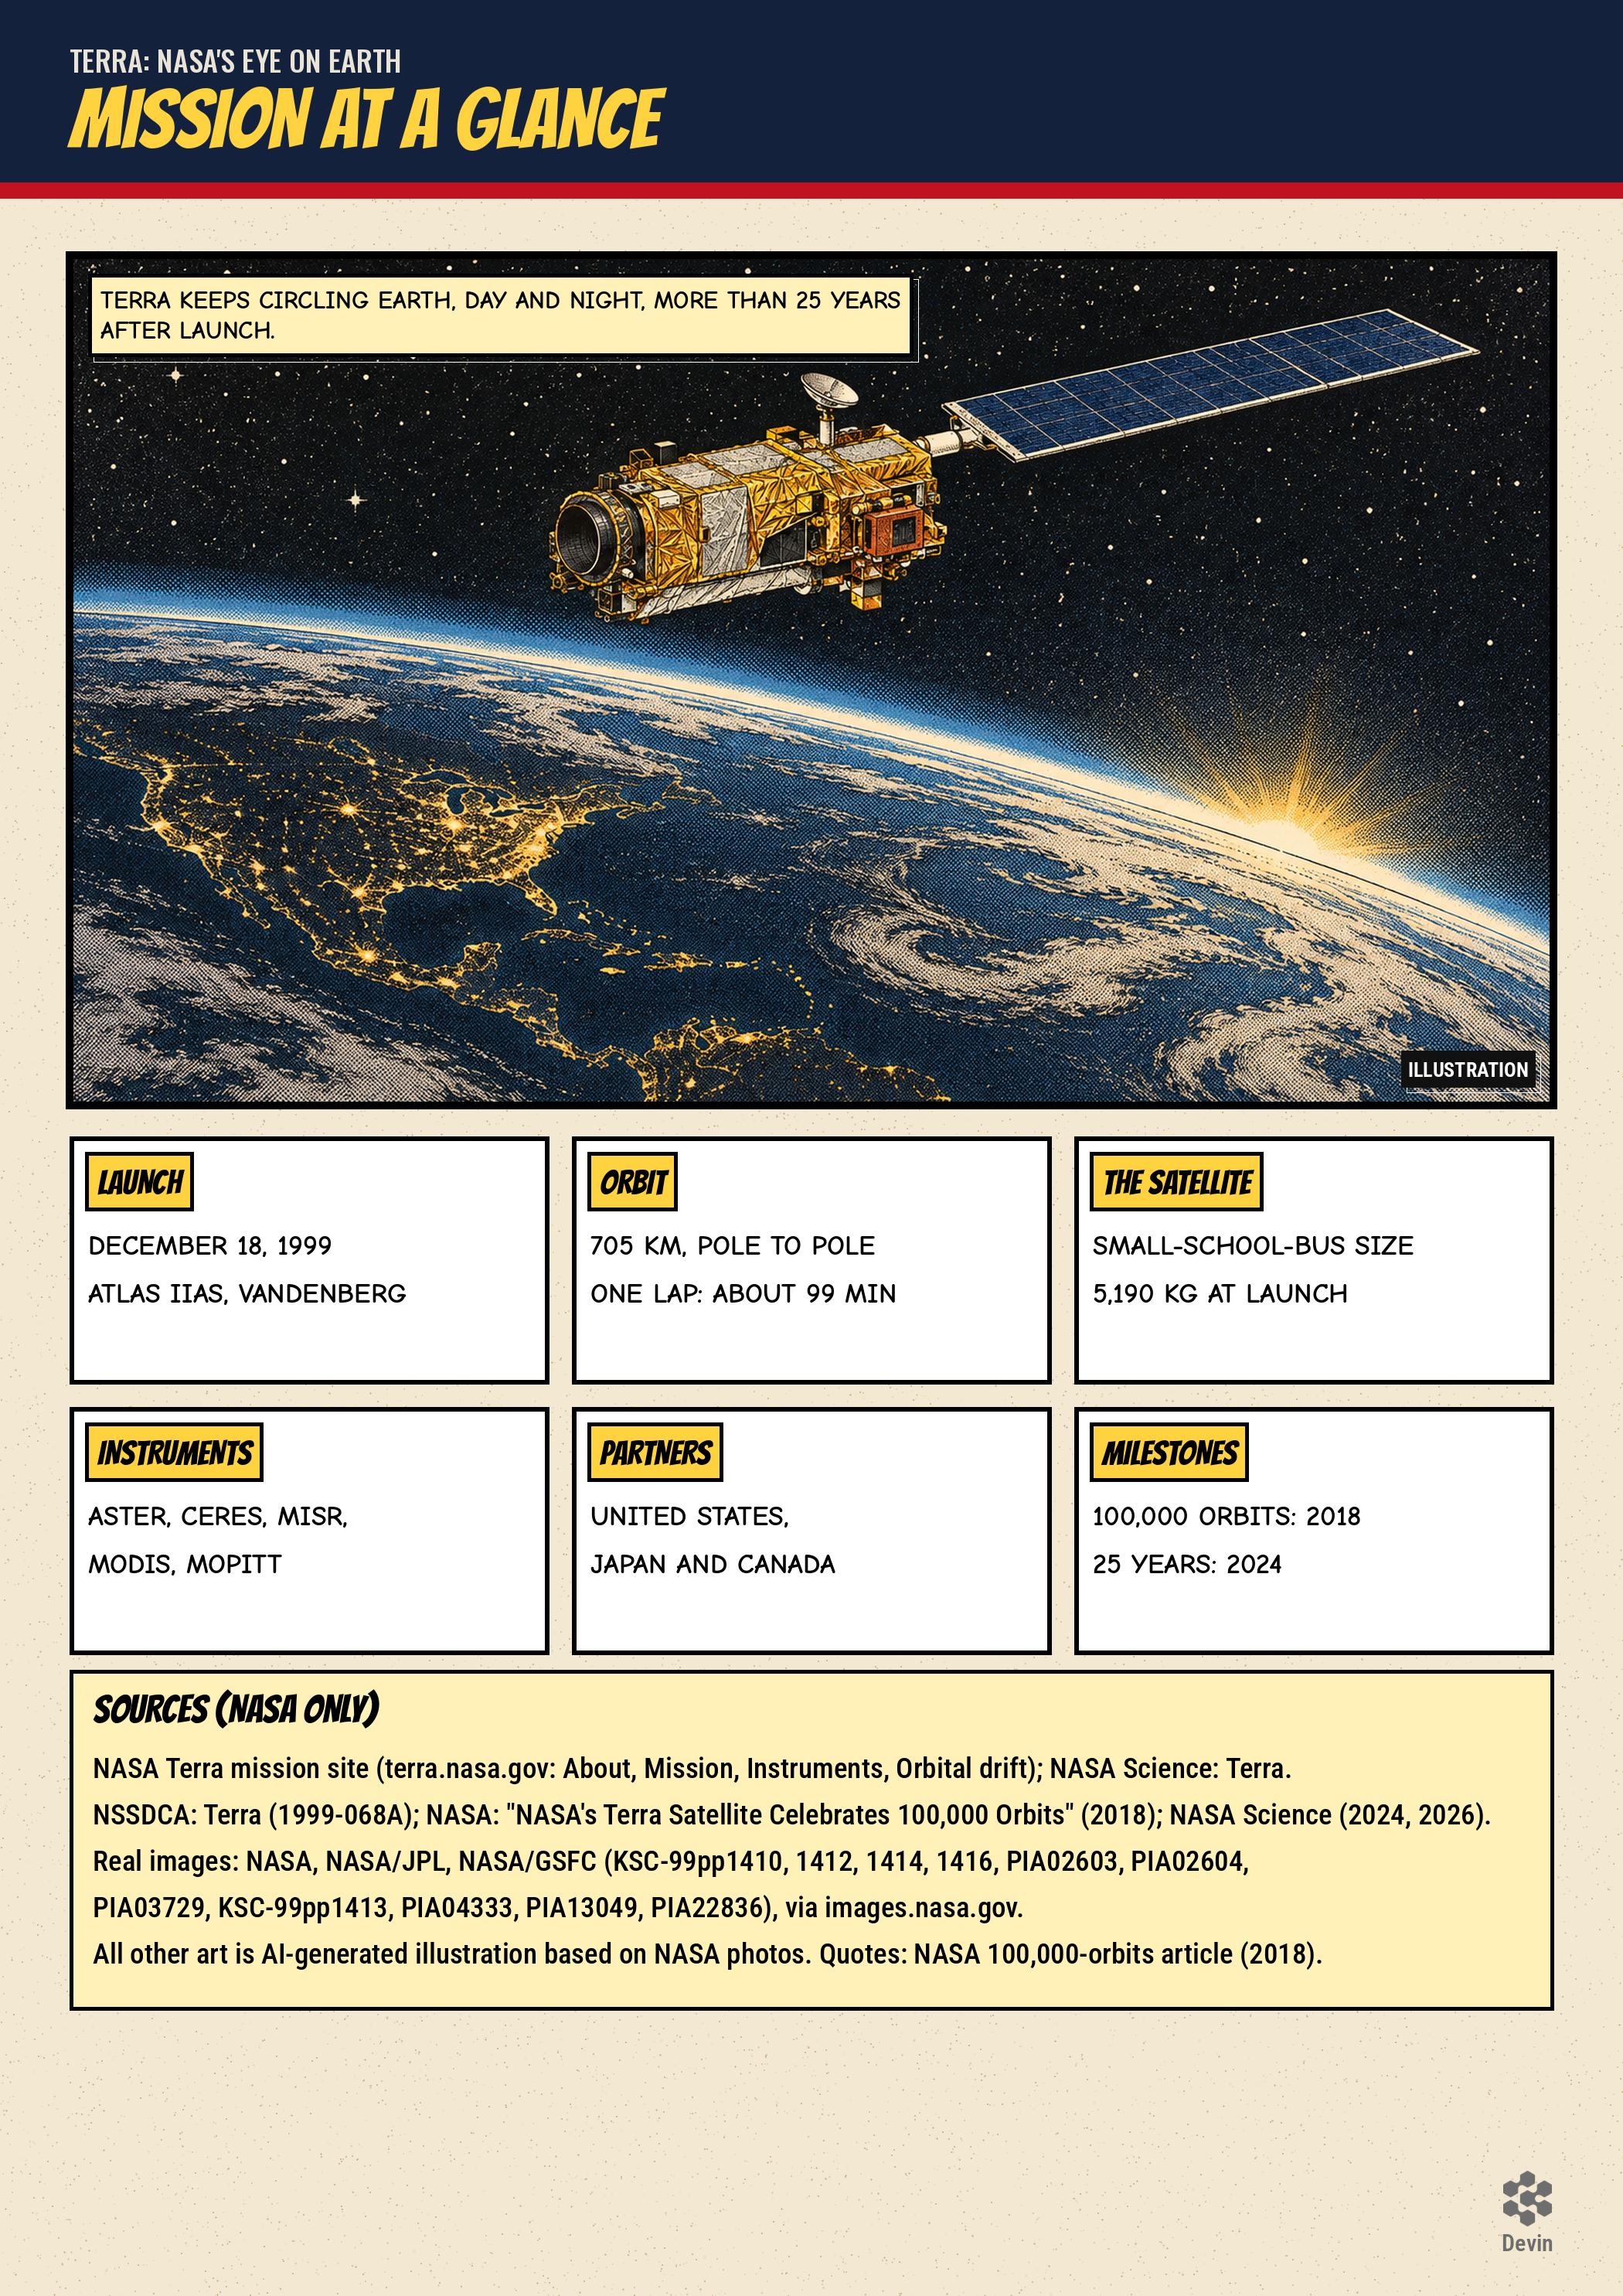 TERRA: NASA'S EYE ON EARTH
MISSION AT A GLANCE
TERRA KEEPS CIRCLING EARTH, DAY AND NIGHT, MORE THAN 25 YEARS
AFTER LAUNCH.
ILLUSTRATION
LAUNCH
DECEMBER 18, 1999
ATLAS IIAS, VANDENBERG
ORBIT
705 KM, POLE TO POLE
ONE LAP: ABOUT 99 MIN
THE SATELLITE
SMALL-SCHOOL-BUS SIZE
5,190 KG AT LAUNCH
INSTRUMENTS
ASTER, CERES, MISR,
MODIS, MOPITT
PARTNERS
UNITED STATES,
JAPAN AND CANADA
MILESTONES
100,000 ORBITS: 2018
25 YEARS: 2024
SOURCES (NASA ONLY)
NASA Terra mission site (terra.nasa.gov: About, Mission, Instruments, Orbital drift); NASA Science: Terra.
NSSDCA: Terra (1999-068A); NASA: "NASA's Terra Satellite Celebrates 100,000 Orbits" (2018); NASA Science (2024, 2026).
Real images: NASA, NASA/JPL, NASA/GSFC (KSC-99pp1410, 1412, 1414, 1416, PIA02603, PIA02604,
PIA03729, KSC-99pp1413, PIA04333, PIA13049, PIA22836), via images.nasa.gov.
All other art is AI-generated illustration based on NASA photos. Quotes: NASA 100,000-orbits article (2018).
Devin